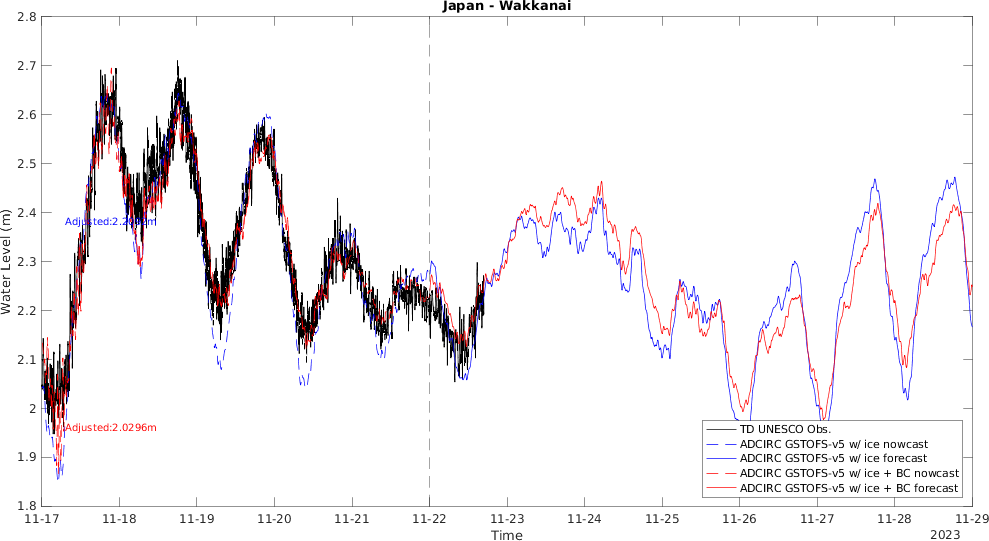 Japan - Wakkanai
2.8
2.7
2.6
2.5
2.4
2.3
2.2
2.1
2
1.9
1.8
Water Level (m)
Adjusted:2.0296m
TD UNESCO Obs.
ADCIRC GSTOFS-v5 w/ ice nowcast
ADCIRC GSTOFS-v5 w/ ice forecast
ADCIRC GSTOFS-v5 w/ ice + BC nowcast
ADCIRC GSTOFS-v5 w/ ice + BC forecast
11-17 11-18 11-19 11-20 11-21 11-22 11-23 11-24 11-25 11-26 11-27 11-28 11-29
Time
2023